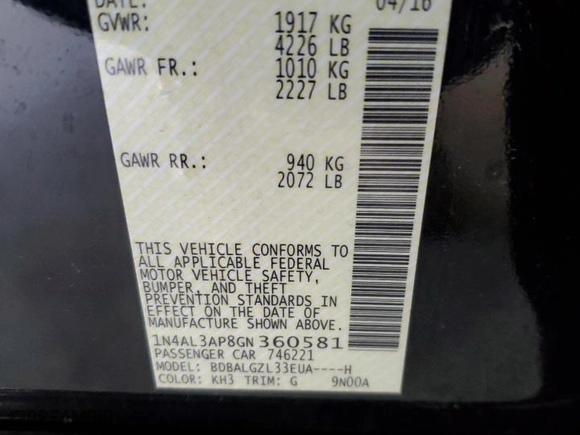 DATE: 04/16
GVWR: 1917 KG
4226 LB
GAWR FR.: 1010 KG
2227 LB
GAWR RR.: 940 KG
2072 LB
THIS VEHICLE CONFORMS TO
ALL APPLICABLE FEDERAL
MOTOR VEHICLE SAFETY,
BUMPER, AND THEFT
PREVENTION STANDARDS IN
EFFECT ON THE DATE OF
MANUFACTURE SHOWN ABOVE.
1N4AL3AP8GN360581
PASSENGER CAR 746221
MODEL: BDBALGZL33EUA----H
COLOR: KH3 TRIM: G 9N00A